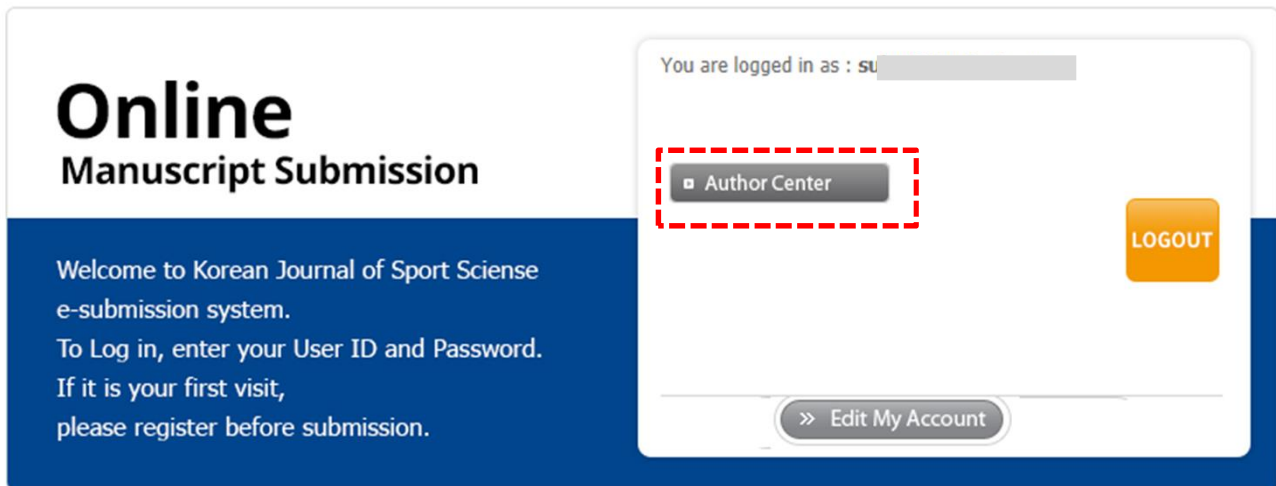 Online
Manuscript Submission
Welcome to Korean Journal of Sport Sciense
e-submission system.
To Log in, enter your User ID and Password.
If it is your first visit,
please register before submission.
You are logged in as : su
Author Center
LOGOUT
» Edit My Account